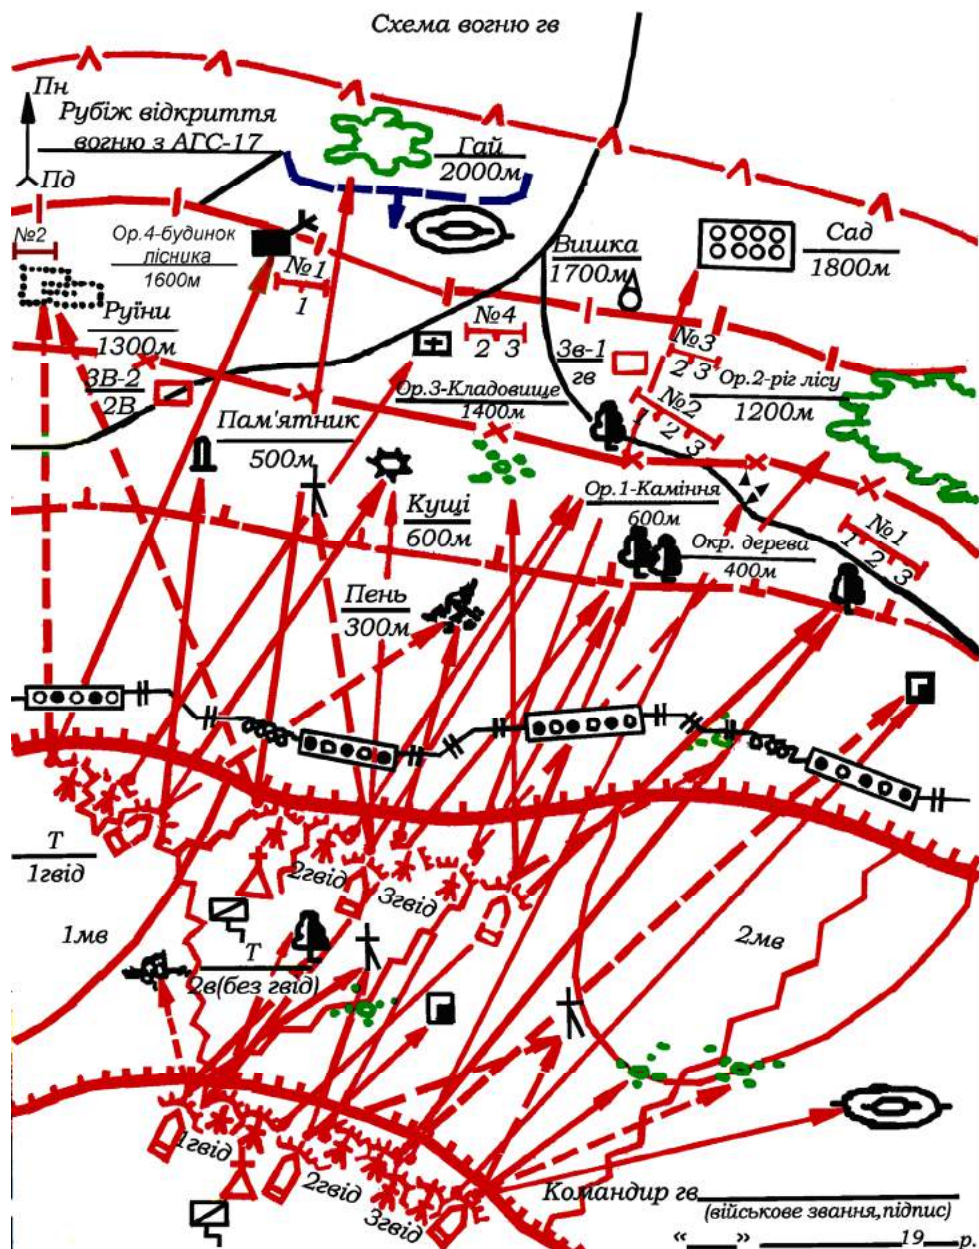 Схема вогню гв
Пн
Рубіж відкриття
вогню з АГС-17
Пд
Гай
2000м
№2
Ор.4-будинок
лісника
1600м
№1
1
Вишка
1700м
Сад
1800м
Руїни
1300м
№4
2 3
Зв-1
гв
№3
2 3
Ор.2-ріг лісу
1200м
ЗВ-2
2В
Ор.3-Кладовище
1400м
№2
1 2 3
Пам'ятник
500м
Кущі
600м
Ор.1-Каміння
600м
Окр. дерева
400м
№1
1 2 3
Пень
300м
Т
1гвід
2гвід
3гвід
1мв
2мв
Т
2в(без гвід)
1гвід
2гвід
3гвід
Командир гв
(військове звання,підпис)
«___» ________19__р.